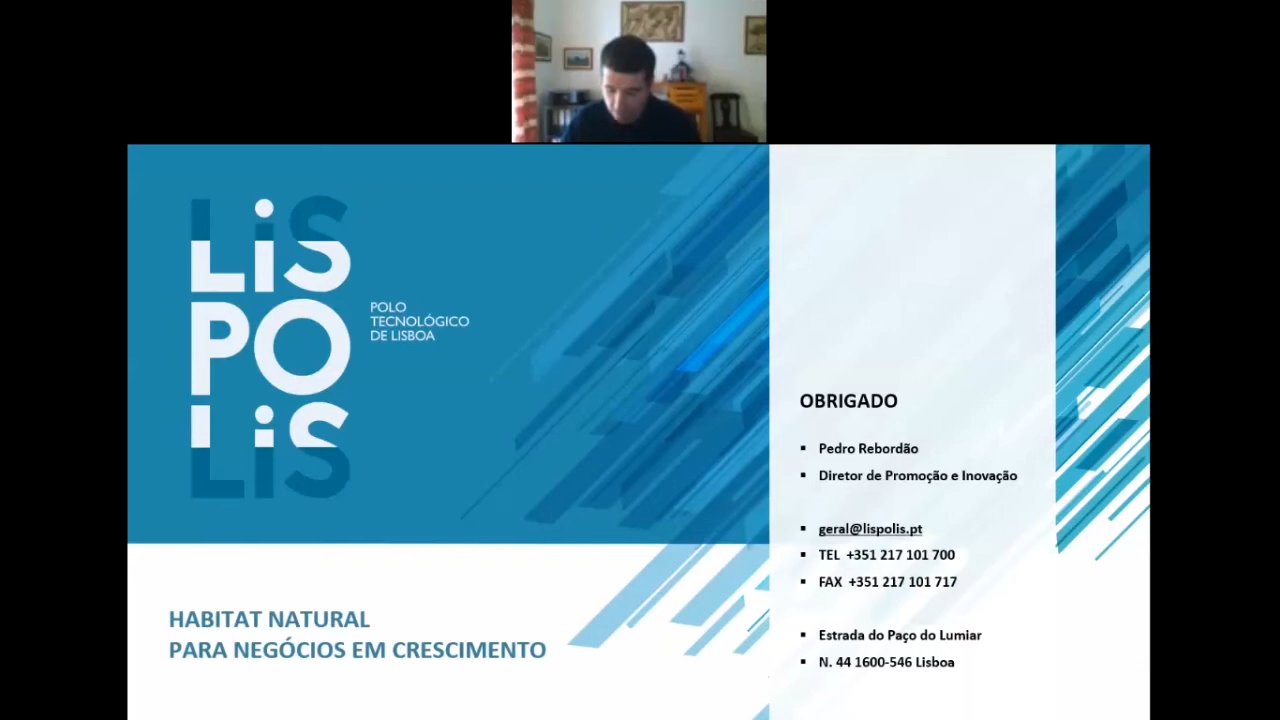 LiS
PO
LiS
POLO
TECNOLÓGICO
DE LISBOA
HABITAT NATURAL
PARA NEGÓCIOS EM CRESCIMENTO
OBRIGADO
▪ Pedro Rebordão
▪ Diretor de Promoção e Inovação
▪ geral@lispolis.pt
▪ TEL +351 217 101 700
▪ FAX +351 217 101 717
▪ Estrada do Paço do Lumiar
▪ N. 44 1600-546 Lisboa